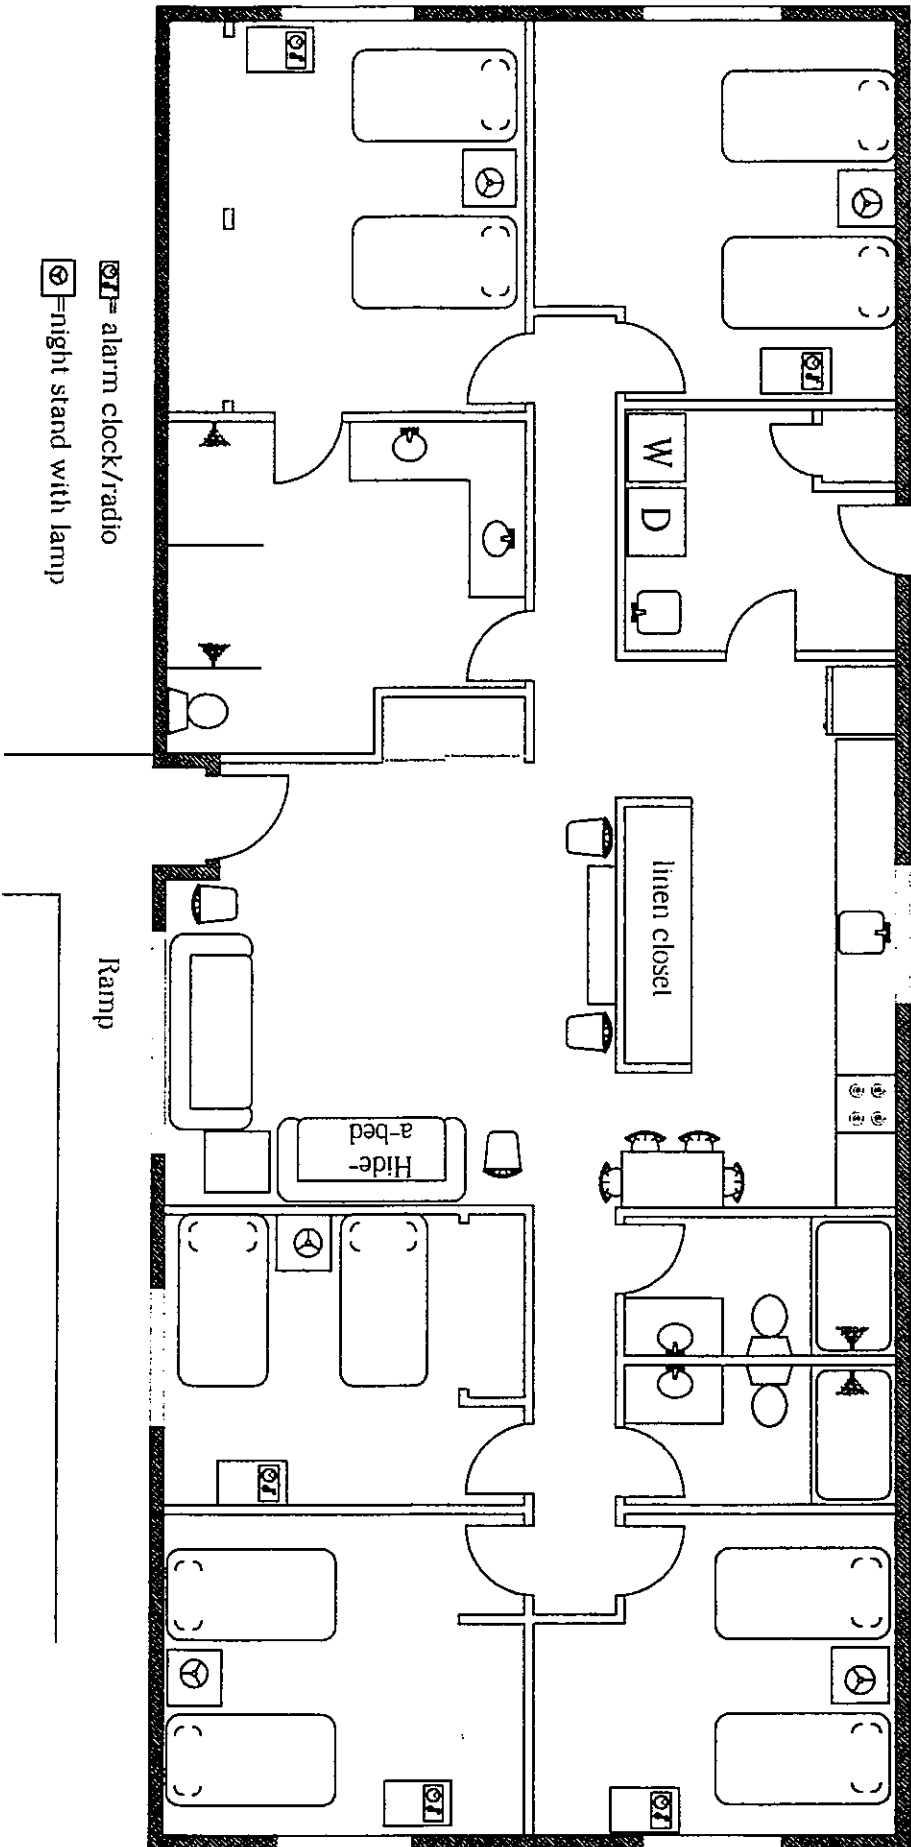 W
D
linen closet
Hide-
a-bed
Ramp
= alarm clock/radio
=night stand with lamp